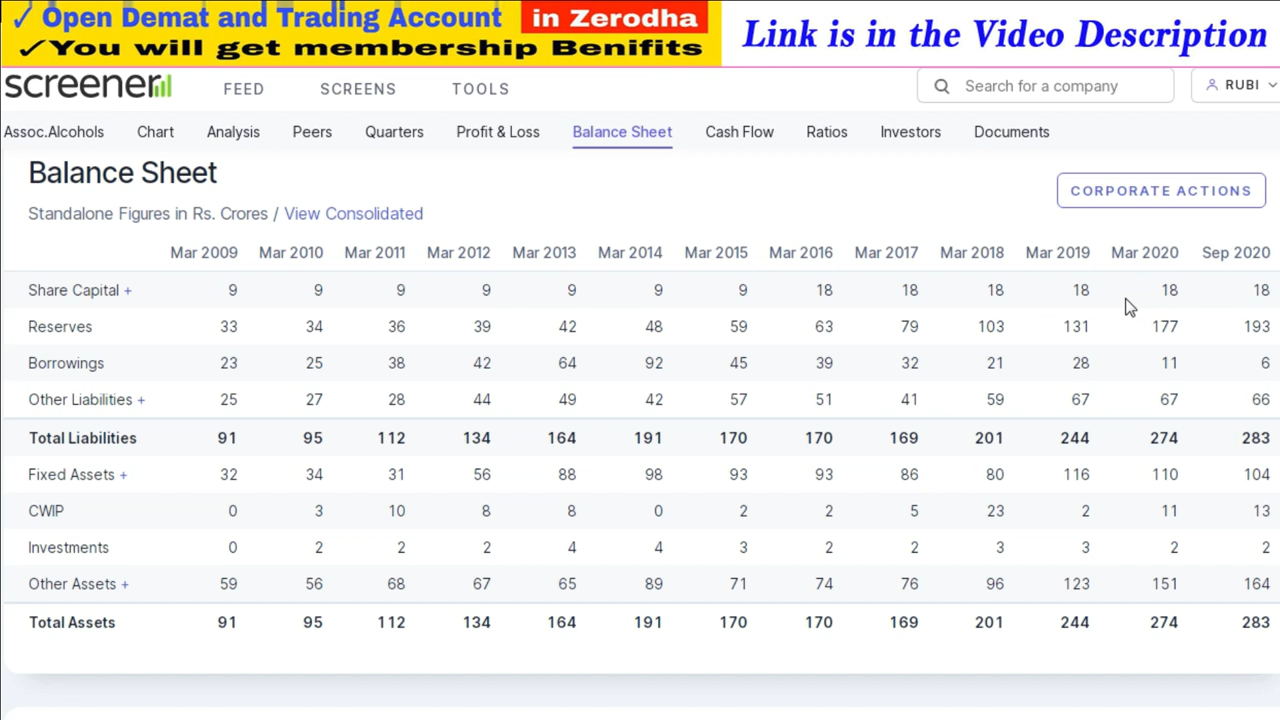 ✓ Open Demat and Trading Account in Zerodha
✓You will get membership Benifits
Link is in the Video Description
screener
FEED SCREENS TOOLS
Search for a company
RUBI
Assoc.Alcohols Chart Analysis Peers Quarters Profit & Loss Balance Sheet Cash Flow Ratios Investors Documents
Balance Sheet
CORPORATE ACTIONS
Standalone Figures in Rs. Crores / View Consolidated
Mar 2009 Mar 2010 Mar 2011 Mar 2012 Mar 2013 Mar 2014 Mar 2015 Mar 2016 Mar 2017 Mar 2018 Mar 2019 Mar 2020 Sep 2020
Share Capital + 9 9 9 9 9 9 9 18 18 18 18 18 18
Reserves 33 34 36 39 42 48 59 63 79 103 131 177 193
Borrowings 23 25 38 42 64 92 45 39 32 21 28 11 6
Other Liabilities + 25 27 28 44 49 42 57 51 41 59 67 67 66
Total Liabilities 91 95 112 134 164 191 170 170 169 201 244 274 283
Fixed Assets + 32 34 31 56 88 98 93 93 86 80 116 110 104
CWIP 0 3 10 8 8 0 2 2 5 23 2 11 13
Investments 0 2 2 2 4 4 3 2 2 3 3 2 2
Other Assets + 59 56 68 67 65 89 71 74 76 96 123 151 164
Total Assets 91 95 112 134 164 191 170 170 169 201 244 274 283